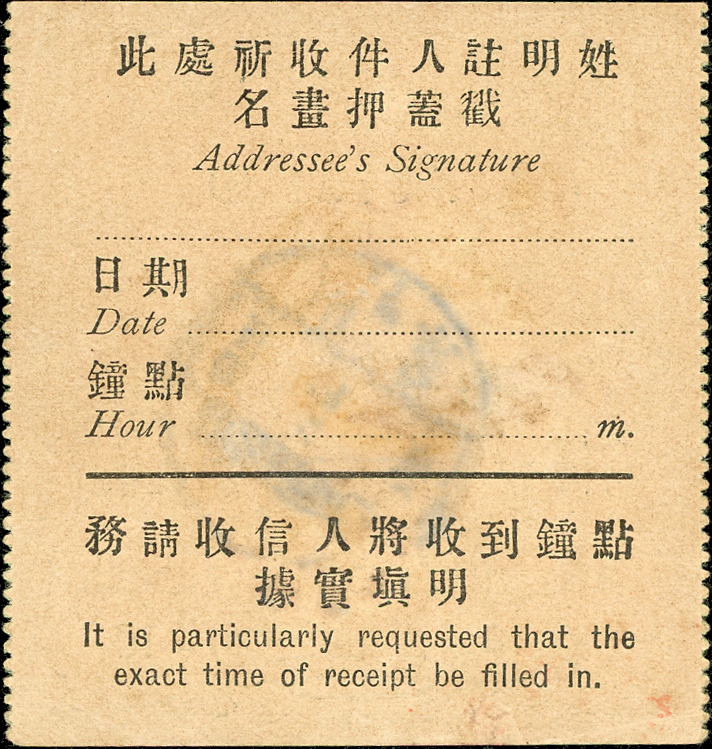 此處祈收件人註明姓
名畫押蓋戳
Addressee's Signature
日期
Date
鐘點
Hour m.
務請收信人將收到鐘點
據實塡明
It is particularly requested that the
exact time of receipt be filled in.